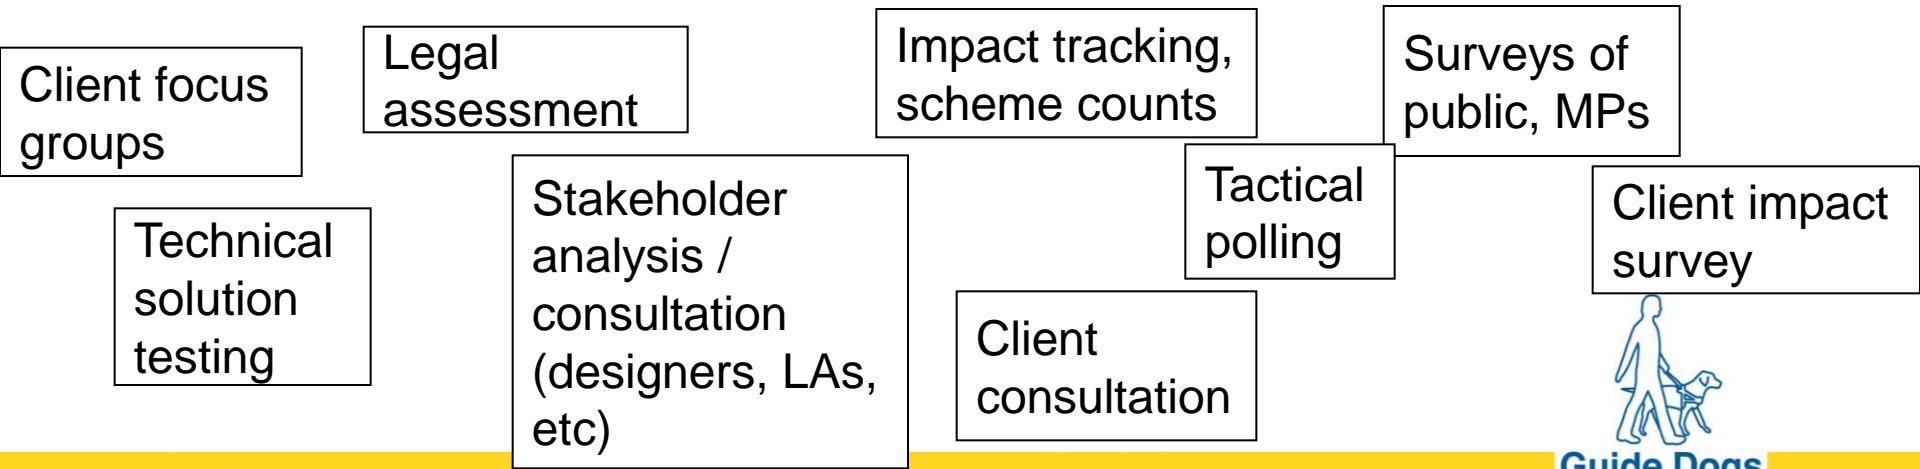 Client focus
groups
Legal
assessment
Impact tracking,
scheme counts
Surveys of
public, MPs
Technical
solution
testing
Stakeholder
analysis /
consultation
(designers, LAs,
etc)
Tactical
polling
Client impact
survey
Client
consultation
Guide Dogs